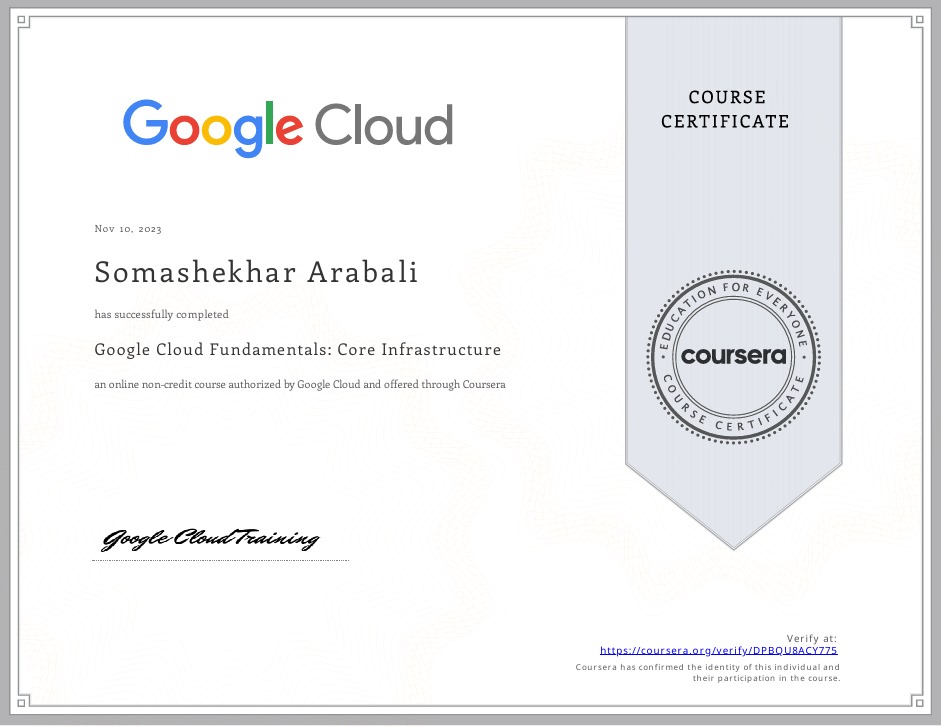 Google Cloud
COURSE
CERTIFICATE
Nov 10, 2023
Somashekhar Arabali
has successfully completed
Google Cloud Fundamentals: Core Infrastructure
an online non-credit course authorized by Google Cloud and offered through Coursera
EDUCATION FOR EVERYONE
coursera
COURSE CERTIFICATE
Google Cloud Training
Verify at:
https://coursera.org/verify/DPBQU8ACY775
Coursera has confirmed the identity of this individual and
their participation in the course.